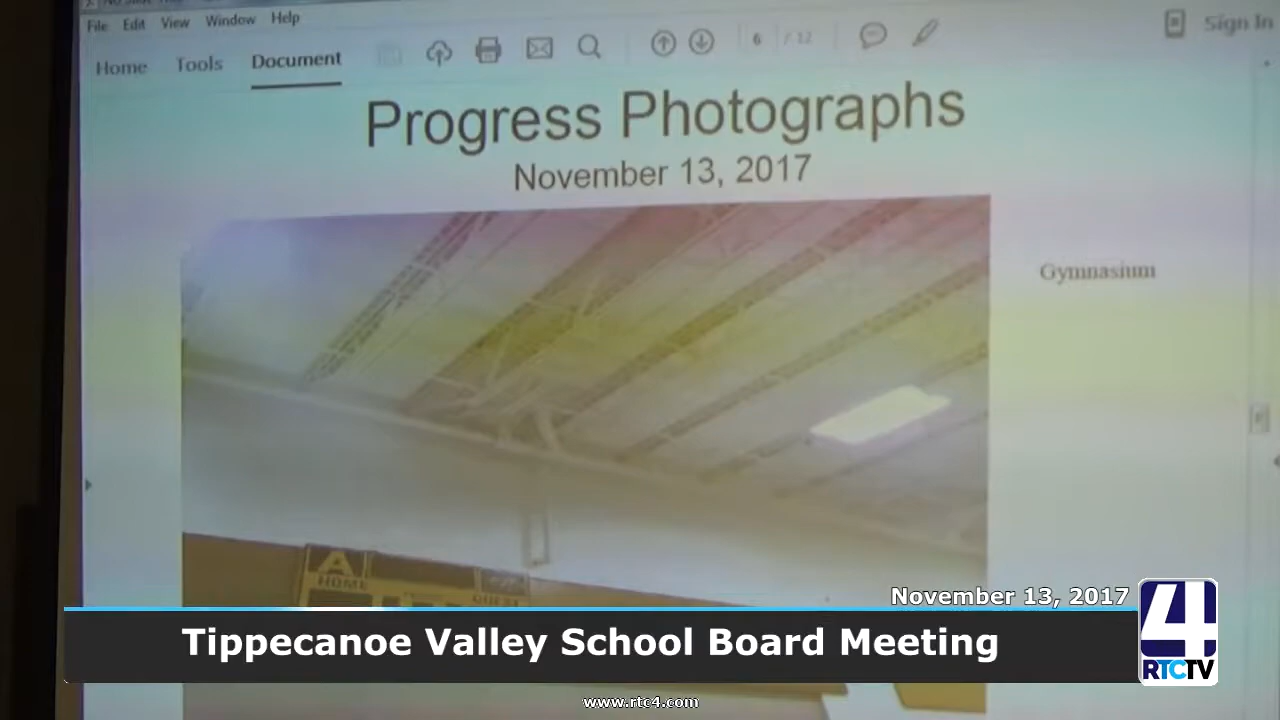 File Edit View Window Help
Home Tools Document
6 / 12
Sign In
Progress Photographs
November 13, 2017
Gymnasium
A
HOME
GUEST
November 13, 2017
Tippecanoe Valley School Board Meeting
4
RTCTV
www.rtc4.com